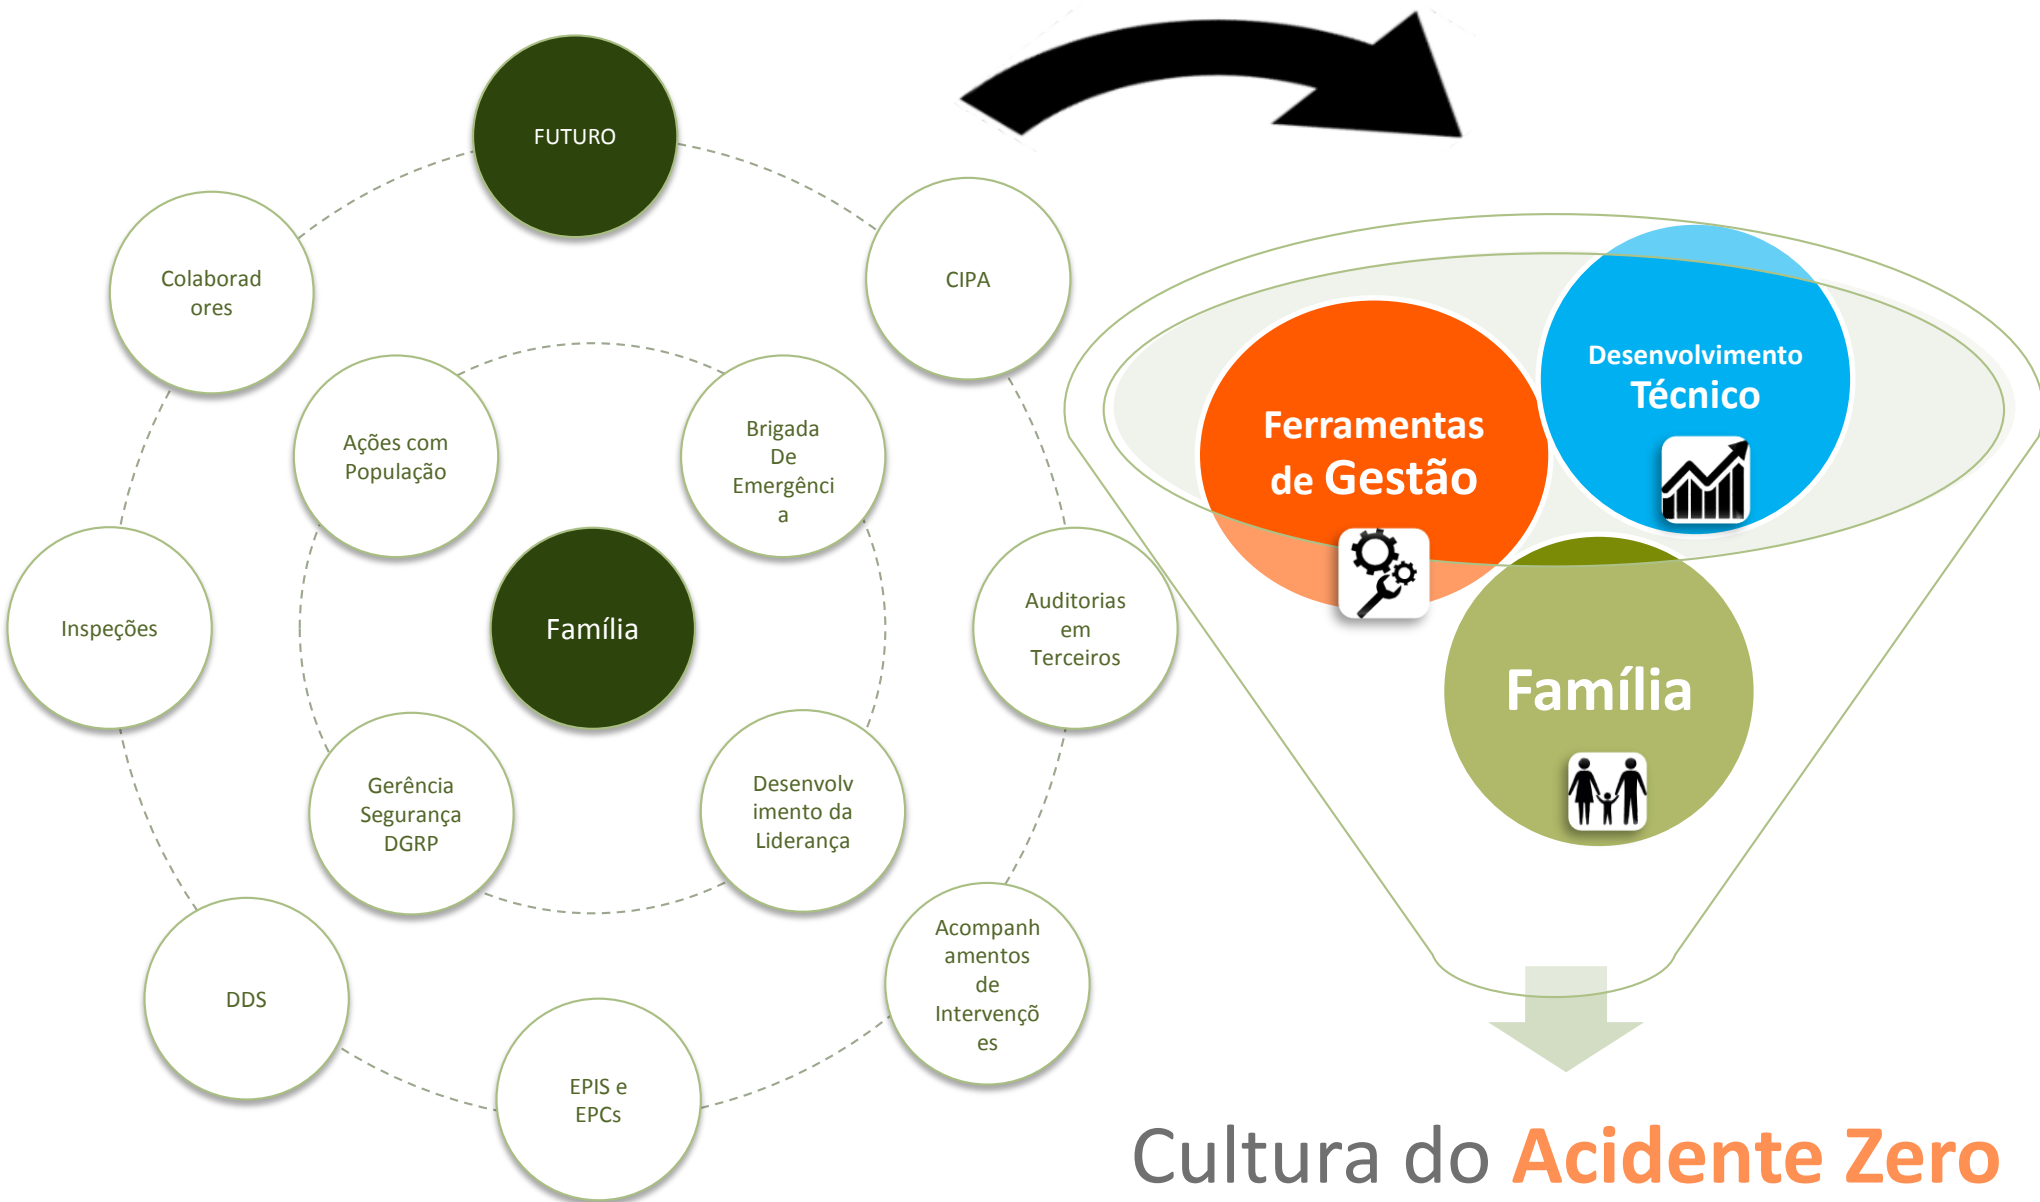 FUTURO
Colaborad
ores
CIPA
Ações com
População
Brigada
De
Emergênci
a
Inspeções
Família
Auditorias
em
Terceiros
Gerência
Segurança
DGRP
Desenvolv
imento da
Liderança
DDS
Acompanh
amentos
de
Intervençõ
es
EPIS e
EPCs
Desenvolvimento
Técnico
Ferramentas
de Gestão
Família
Cultura do Acidente Zero